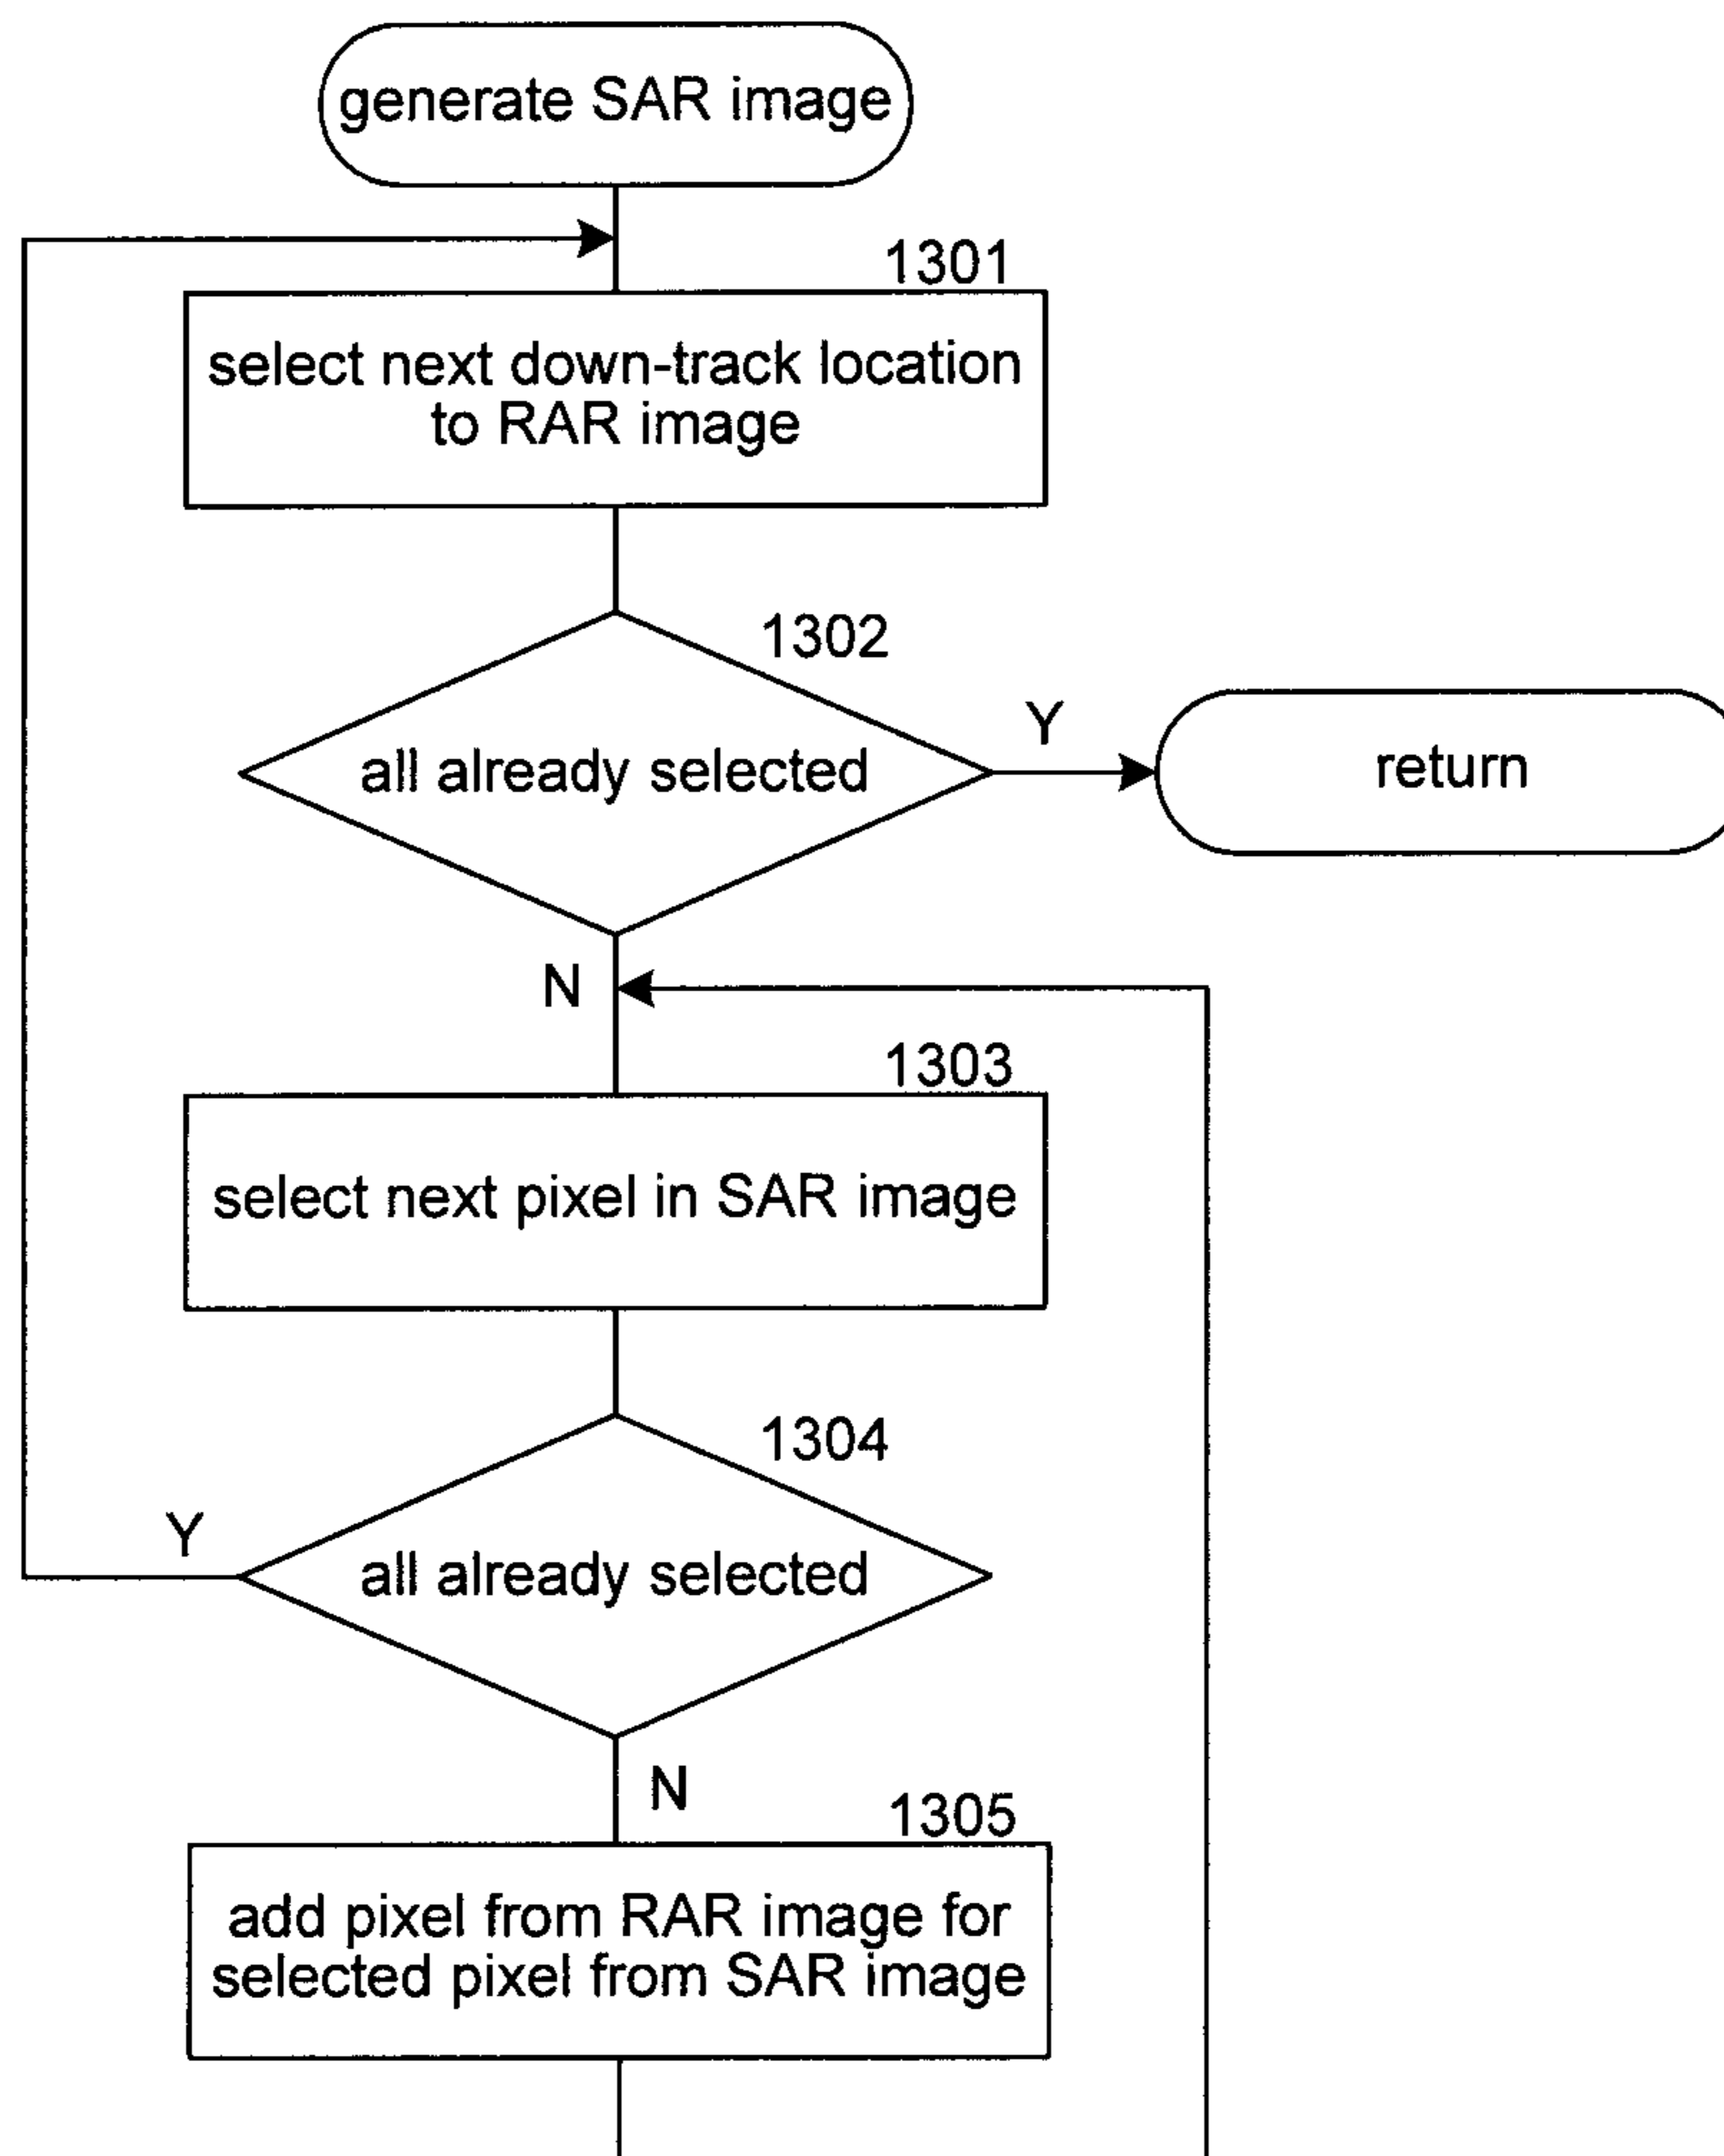 generate SAR image
1301
select next down-track location
to RAR image
1302
all already selected
Y
return
N
1303
select next pixel in SAR image
1304
all already selected
Y
N
1305
add pixel from RAR image for
selected pixel from SAR image